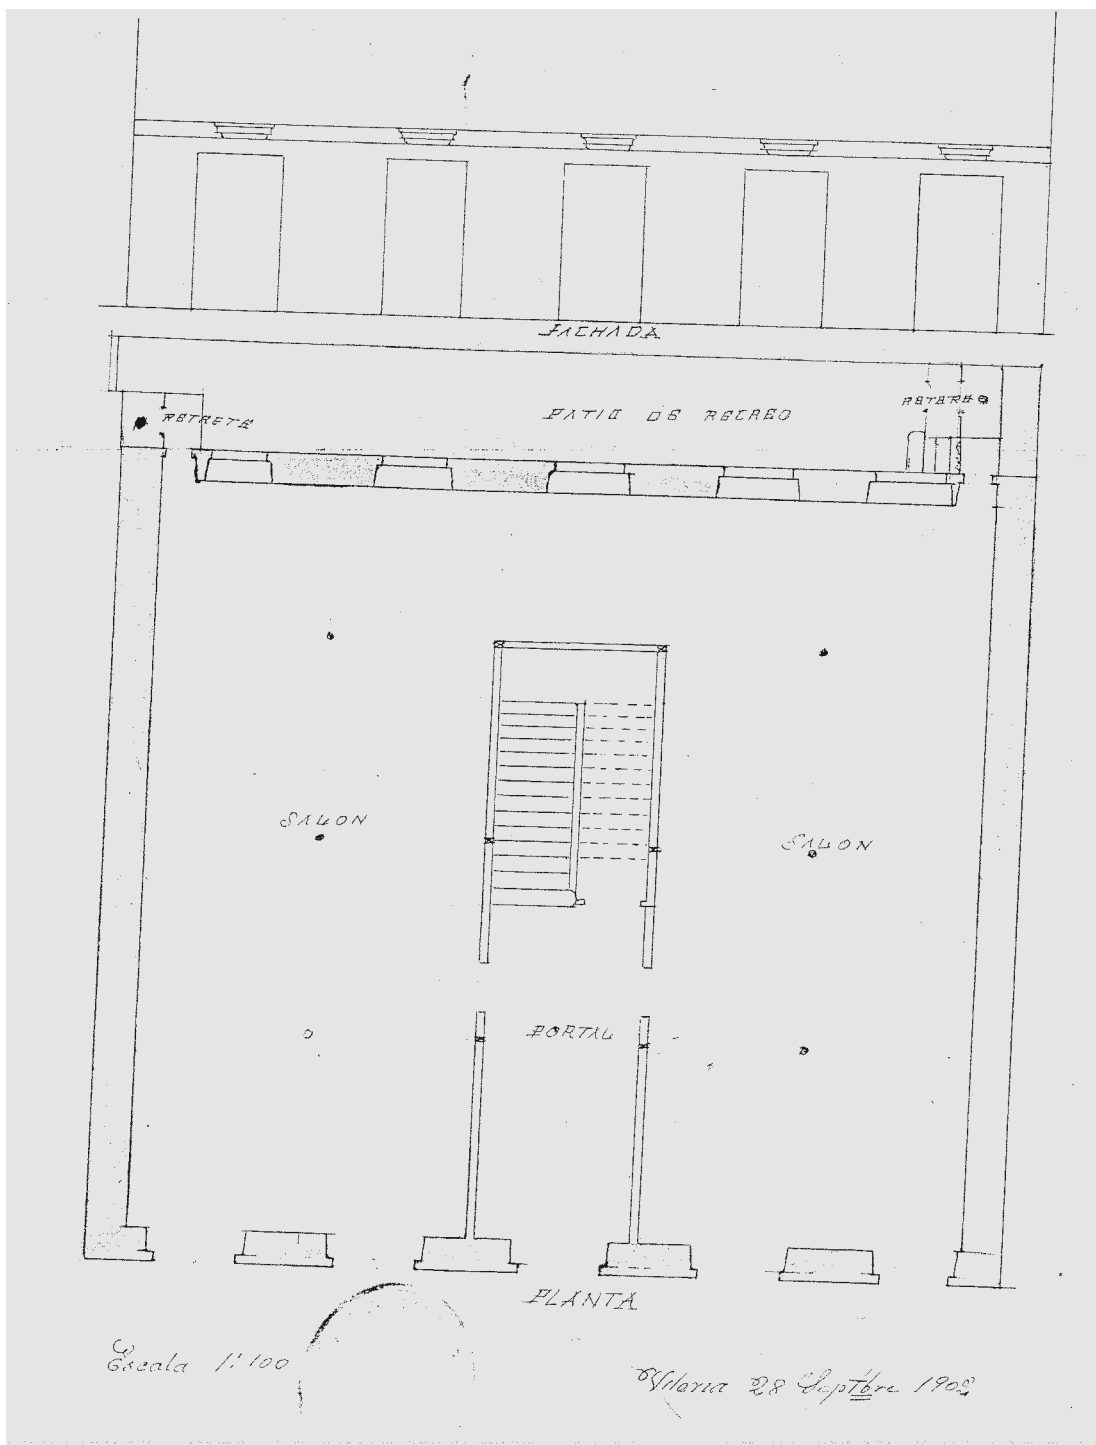 FACHADA
RETRETE
PATIO DE RECREO
RETRETE
SALON
SALON
PORTAL
PLANTA
Escala 1:100
Vitoria 28 Septbre 1902